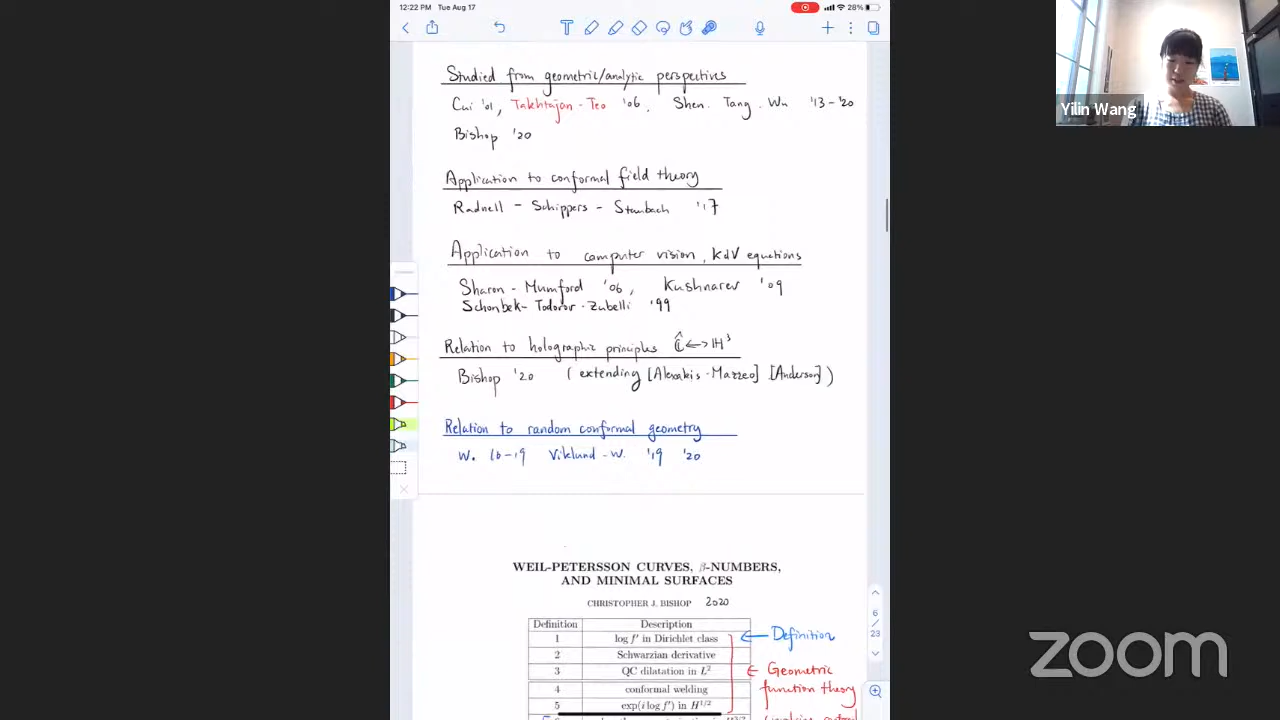 12:22 PM Tue Aug 17
28%
Studied from geometric/analytic perspectives
Cui '01, Takhtajan - Teo '06, Shen. Tang. Wu '13 - '20
Bishop '20
Application to conformal field theory
Radnell - Schippers - Staubach '17
Application to computer vision, KdV equations
Sharon - Mumford '06, Kushnarev '09
Schonbek - Todorov - Zubelli '99
Relation to holographic principles Ĉ ↔ H³
Bishop '20 (extending [Alexakis - Mazzeo] [Anderson])
Relation to random conformal geometry
W. 16-19 Viklund - W. '19 '20
WEIL-PETERSSON CURVES, β-NUMBERS,
AND MINIMAL SURFACES
CHRISTOPHER J. BISHOP 2020
Definition Description
1 log f′ in Dirichlet class ← Definition
2 Schwarzian derivative
3 QC dilatation in L² ← Geometric
4 conformal welding function theory
5 exp(i log f′) in H^{1/2}
6
/
23
Yilin Wang
zoom